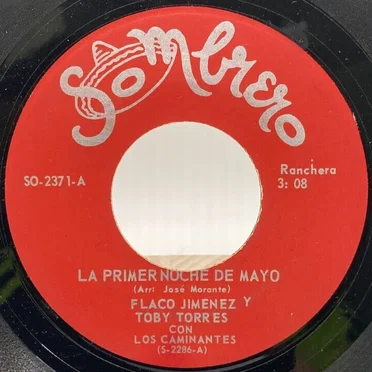 Sombrero
SO-2371-A
Ranchera
3: 08
LA PRIMER NOCHE DE MAYO
(Arr: José Morante)
FLACO JIMENEZ Y
TOBY TORRES
CON
LOS CAMINANTES
(S-2286-A)